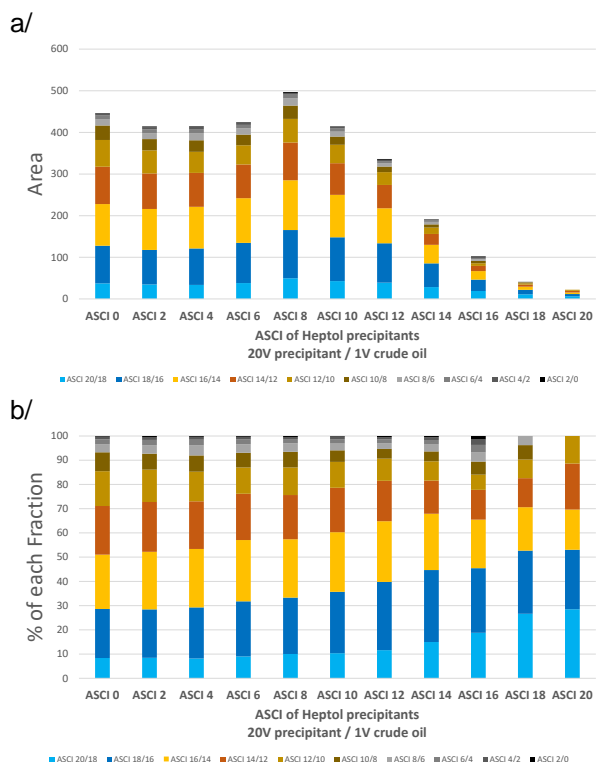 a/
600
500
400
300
200
100
0
Area
ASCI 0 ASCI 2 ASCI 4 ASCI 6 ASCI 8 ASCI 10 ASCI 12 ASCI 14 ASCI 16 ASCI 18 ASCI 20
ASCI of Heptol precipitants
20V precipitant / 1V crude oil
ASCI 20/18 ASCI 18/16 ASCI 16/14 ASCI 14/12 ASCI 12/10 ASCI 10/8 ASCI 8/6 ASCI 6/4 ASCI 4/2 ASCI 2/0
b/
100
90
80
70
60
50
40
30
20
10
0
% of each Fraction
ASCI 0 ASCI 2 ASCI 4 ASCI 6 ASCI 8 ASCI 10 ASCI 12 ASCI 14 ASCI 16 ASCI 18 ASCI 20
ASCI of Heptol precipitants
20V precipitant / 1V crude oil
ASCI 20/18 ASCI 18/16 ASCI 16/14 ASCI 14/12 ASCI 12/10 ASCI 10/8 ASCI 8/6 ASCI 6/4 ASCI 4/2 ASCI 2/0